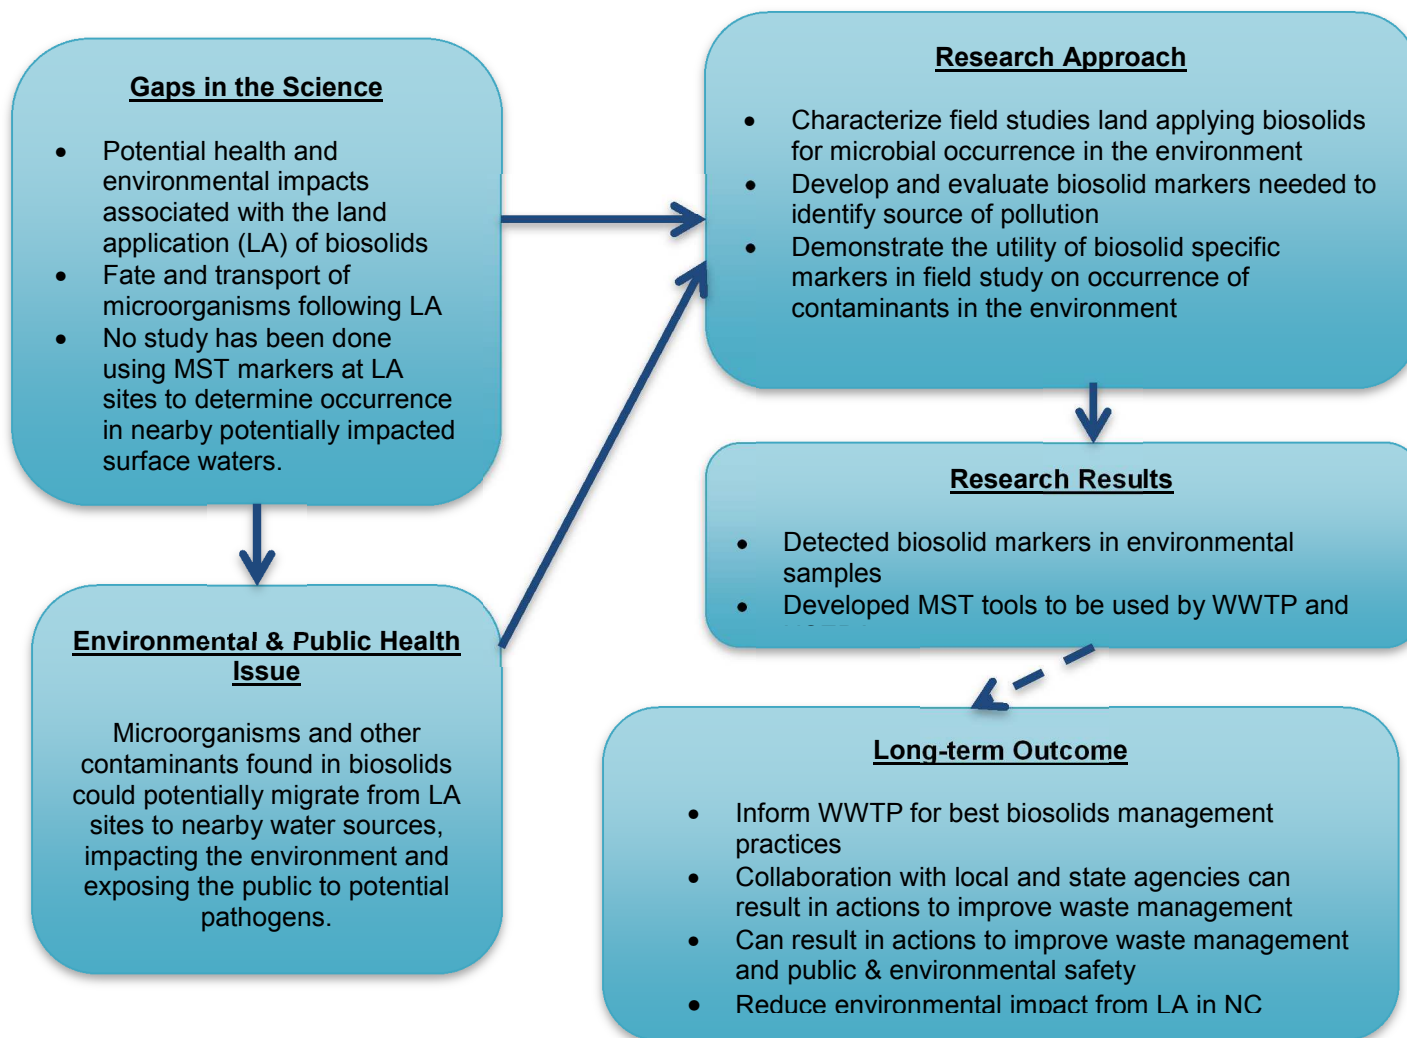 Gaps in the Science
• Potential health and
environmental impacts
associated with the land
application (LA) of biosolids
• Fate and transport of
microorganisms following LA
• No study has been done
using MST markers at LA
sites to determine occurrence
in nearby potentially impacted
surface waters.
Environmental & Public Health
Issue
Microorganisms and other
contaminants found in biosolids
could potentially migrate from LA
sites to nearby water sources,
impacting the environment and
exposing the public to potential
pathogens.
Research Approach
• Characterize field studies land applying biosolids
for microbial occurrence in the environment
• Develop and evaluate biosolid markers needed to
identify source of pollution
• Demonstrate the utility of biosolid specific
markers in field study on occurrence of
contaminants in the environment
Research Results
• Detected biosolid markers in environmental
samples
• Developed MST tools to be used by WWTP and
Long-term Outcome
• Inform WWTP for best biosolids management
practices
• Collaboration with local and state agencies can
result in actions to improve waste management
• Can result in actions to improve waste management
and public & environmental safety
• Reduce environmental impact from LA in NC